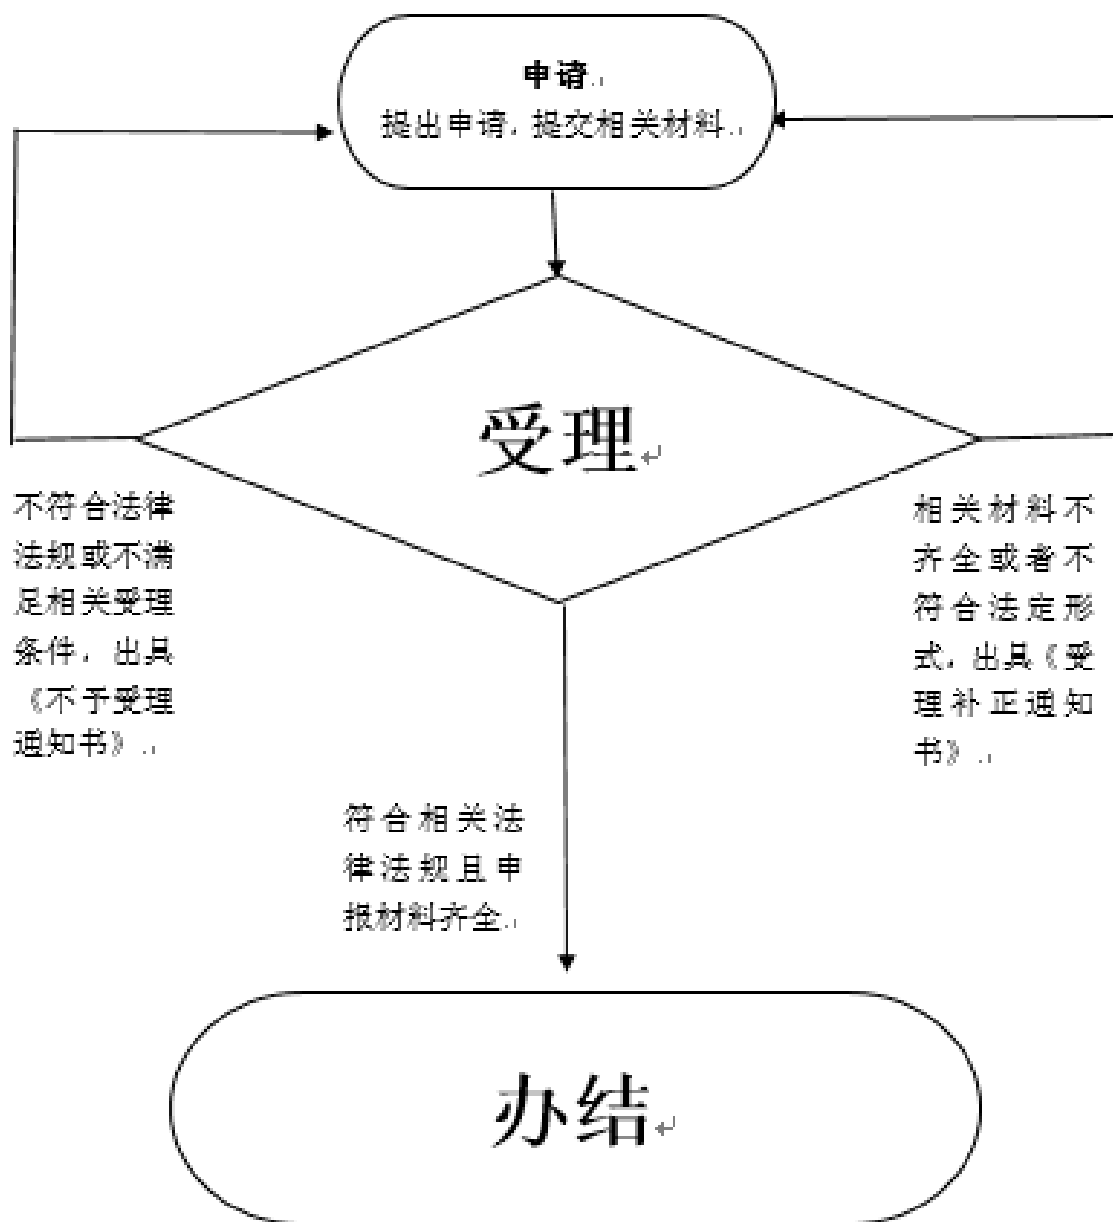 申请
提出申请，提交相关材料
受理
不符合法律
法规或不满
足相关受理
条件，出具
《不予受理
通知书》
相关材料不
齐全或者不
符合法定形
式，出具《受
理补正通知
书》
符合相关法
律法规且申
报材料齐全
办结